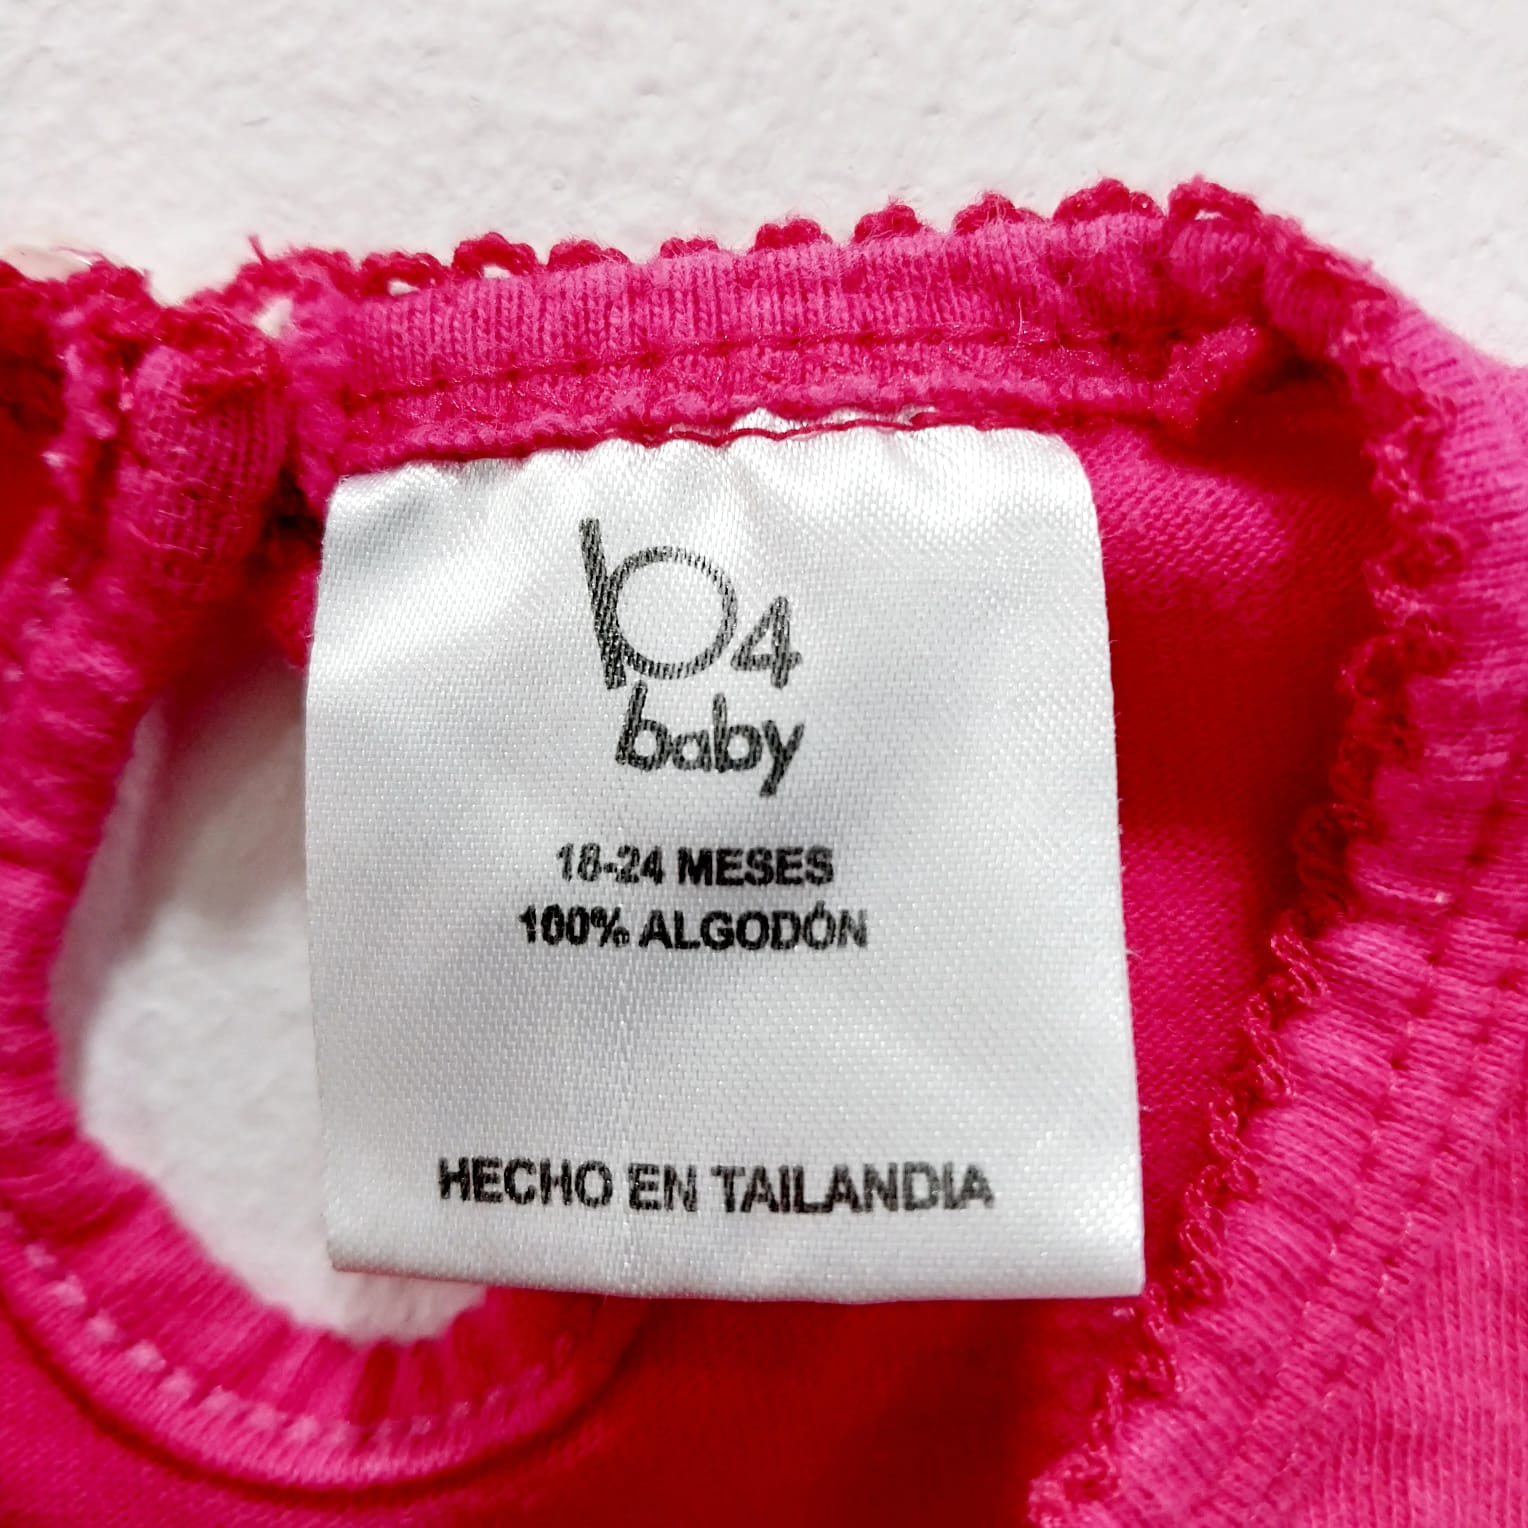 b4
baby
18-24 MESES
100% ALGODÓN
HECHO EN TAILANDIA